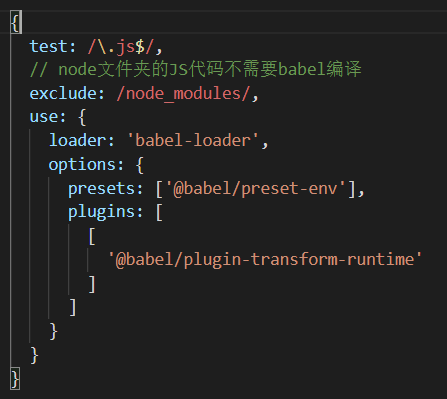 {
  test: /\.js$/,
  // node文件夹的JS代码不需要babel编译
  exclude: /node_modules/,
  use: {
    loader: 'babel-loader',
    options: {
      presets: ['@babel/preset-env'],
      plugins: [
        [
          '@babel/plugin-transform-runtime'
        ]
      ]
    }
  }
}